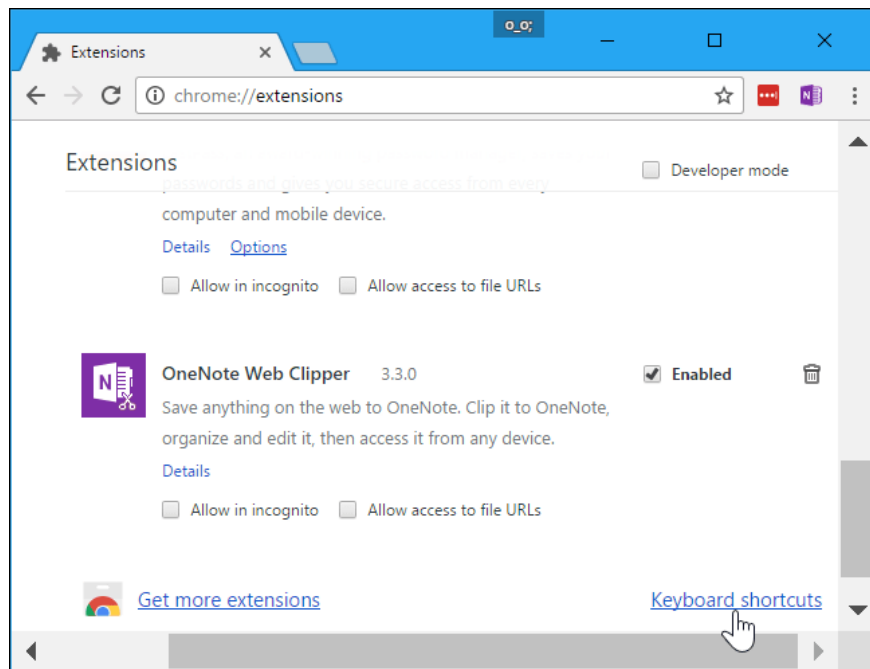 o_o;
Extensions
chrome://extensions
Extensions
Developer mode
passwords and gives you secure access from every
computer and mobile device.
Details Options
Allow in incognito Allow access to file URLs
N
OneNote Web Clipper 3.3.0 Enabled
Save anything on the web to OneNote. Clip it to OneNote,
organize and edit it, then access it from any device.
Details
Allow in incognito Allow access to file URLs
Get more extensions Keyboard shortcuts